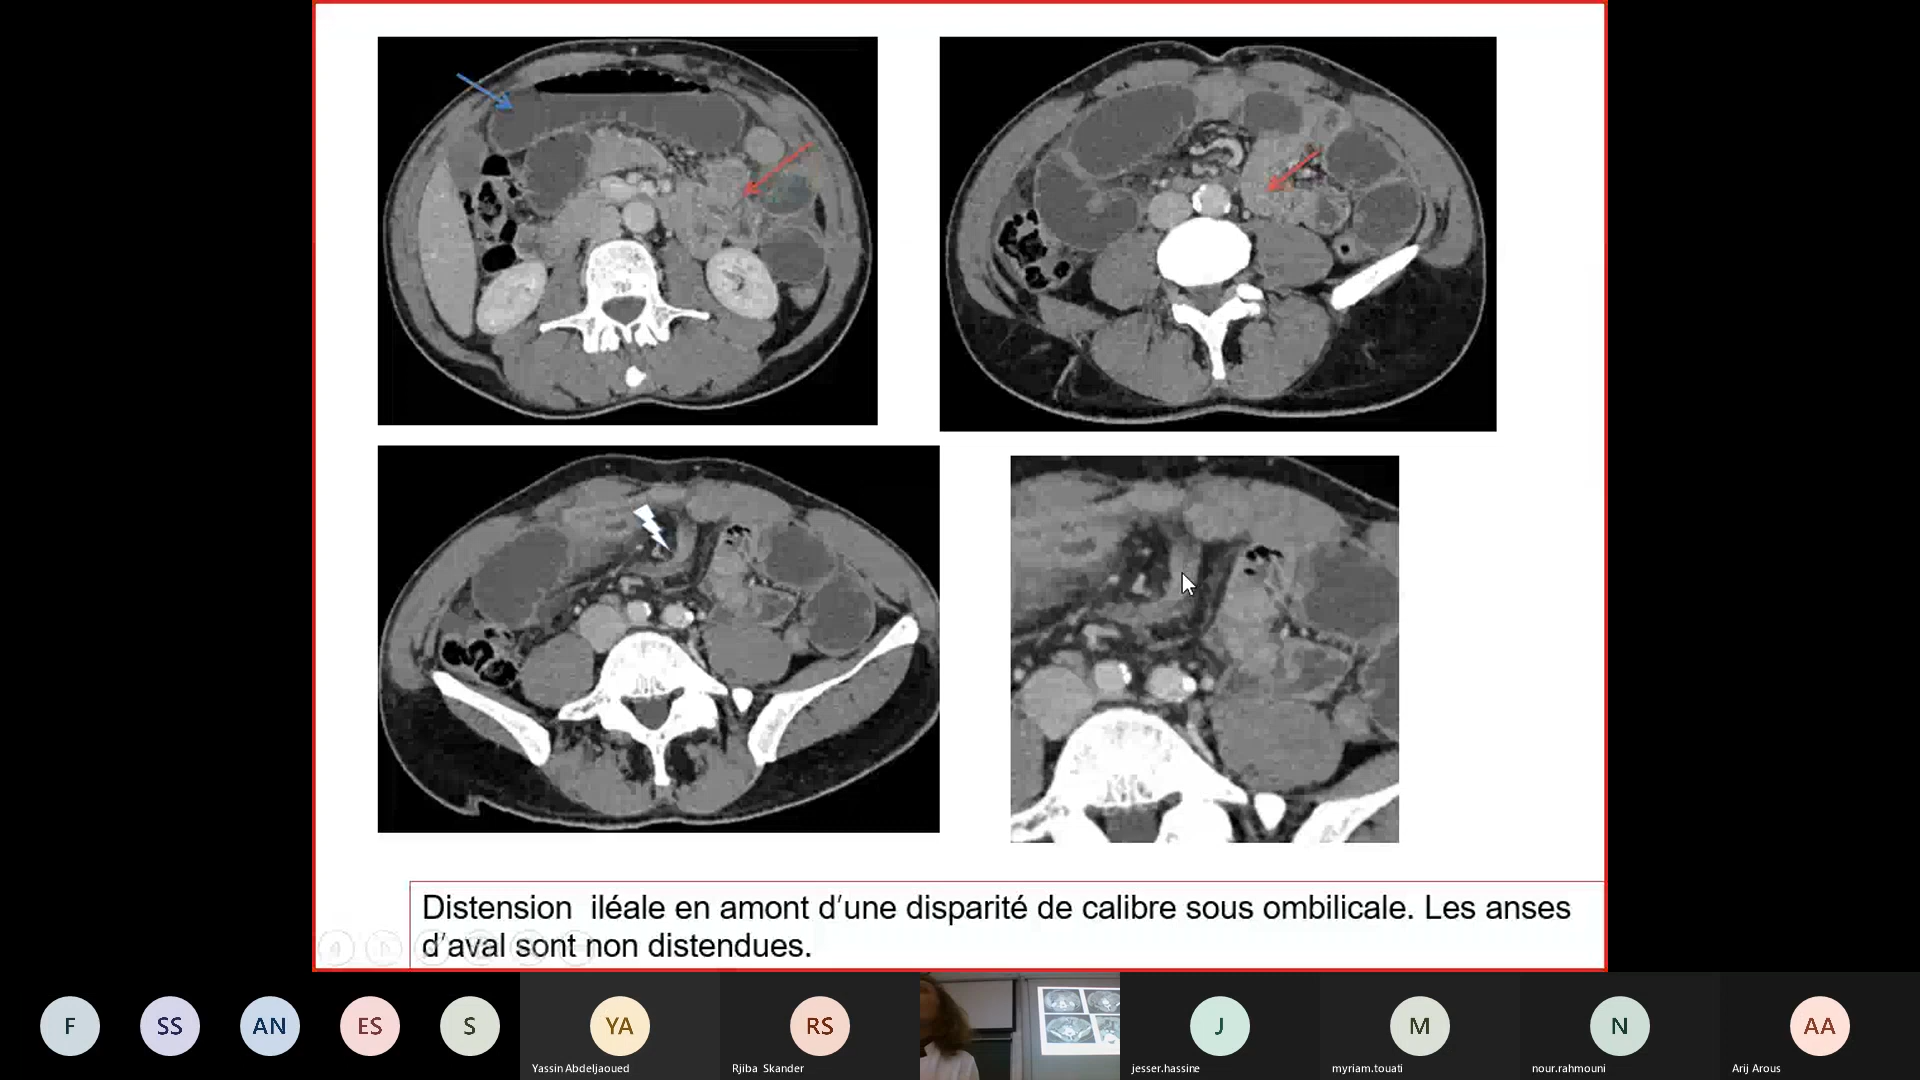 Distension iléale en amont d’une disparité de calibre sous ombilicale. Les anses
d’aval sont non distendues.
F
SS
AN
ES
S
YA
RS
J
M
N
AA
Yassin Abdeljaoued
Rjiba Skander
jesser.hassine
myriam.touati
nour.rahmouni
Arij Arous